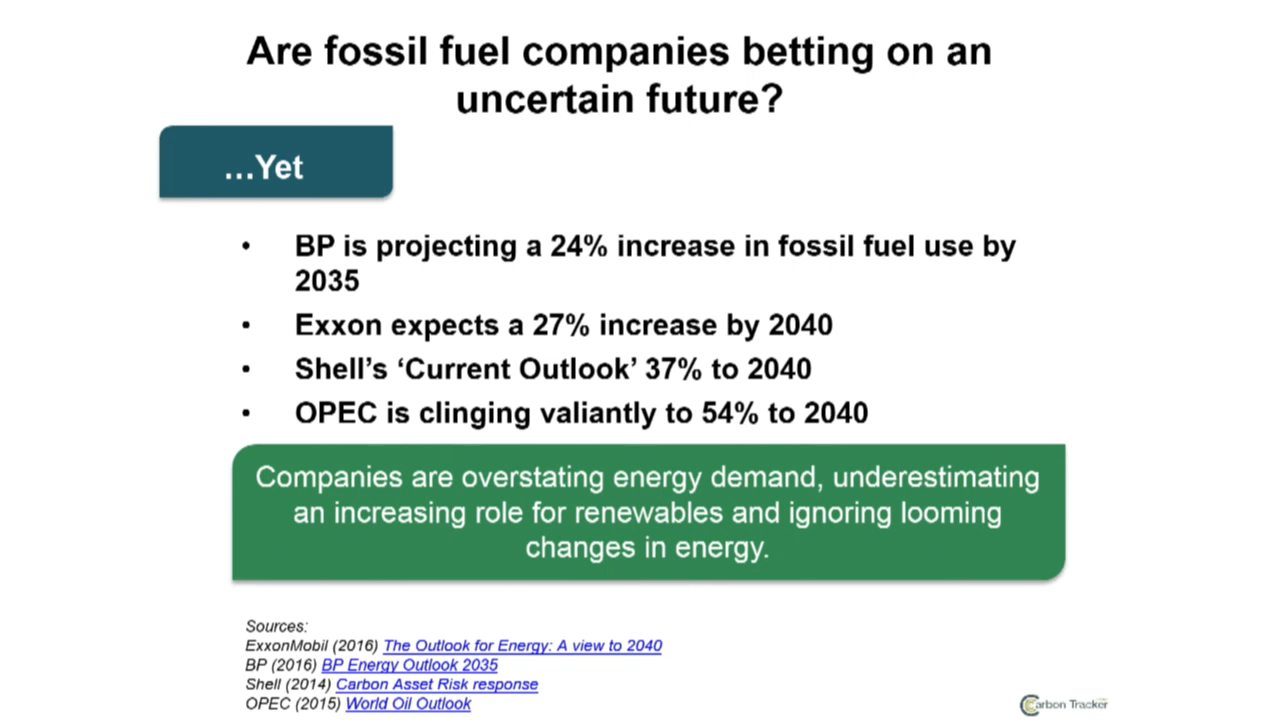 Are fossil fuel companies betting on an
uncertain future?
...Yet
• BP is projecting a 24% increase in fossil fuel use by
2035
• Exxon expects a 27% increase by 2040
• Shell’s ‘Current Outlook’ 37% to 2040
• OPEC is clinging valiantly to 54% to 2040
Companies are overstating energy demand, underestimating
an increasing role for renewables and ignoring looming
changes in energy.
Sources:
ExxonMobil (2016) The Outlook for Energy: A view to 2040
BP (2016) BP Energy Outlook 2035
Shell (2014) Carbon Asset Risk response
OPEC (2015) World Oil Outlook
Carbon Tracker